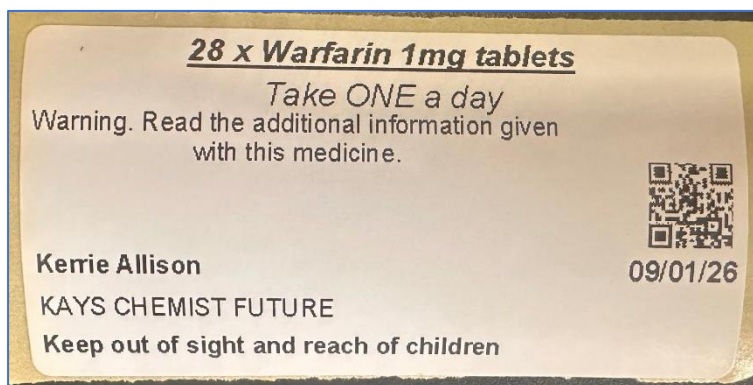 28 x Warfarin 1mg tablets
Take ONE a day
Warning. Read the additional information given
with this medicine.
Kerrie Allison
09/01/26
KAYS CHEMIST FUTURE
Keep out of sight and reach of children